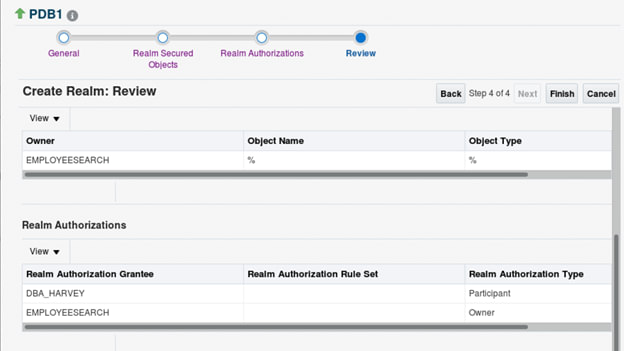 PDB1
General
Realm Secured
Objects
Realm Authorizations
Review
Create Realm: Review
Back Step 4 of 4 Next Finish Cancel
View
Owner Object Name Object Type
EMPLOYEESEARCH % %
Realm Authorizations
View
Realm Authorization Grantee Realm Authorization Rule Set Realm Authorization Type
DBA_HARVEY Participant
EMPLOYEESEARCH Owner